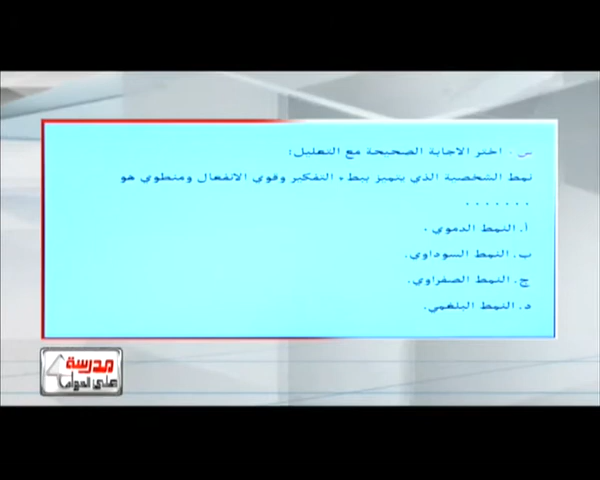 س . اختر الاجابة الصحيحة مع التعليل:
نمط الشخصية الذي يتميز ببطء التفكير وقوي الانفعال ومنطوي هو
. . . . . . .
أ. النمط الدموي .
ب. النمط السوداوي.
ج. النمط الصفراوي.
د. النمط البلغمي.
مدرسة
على الهواء